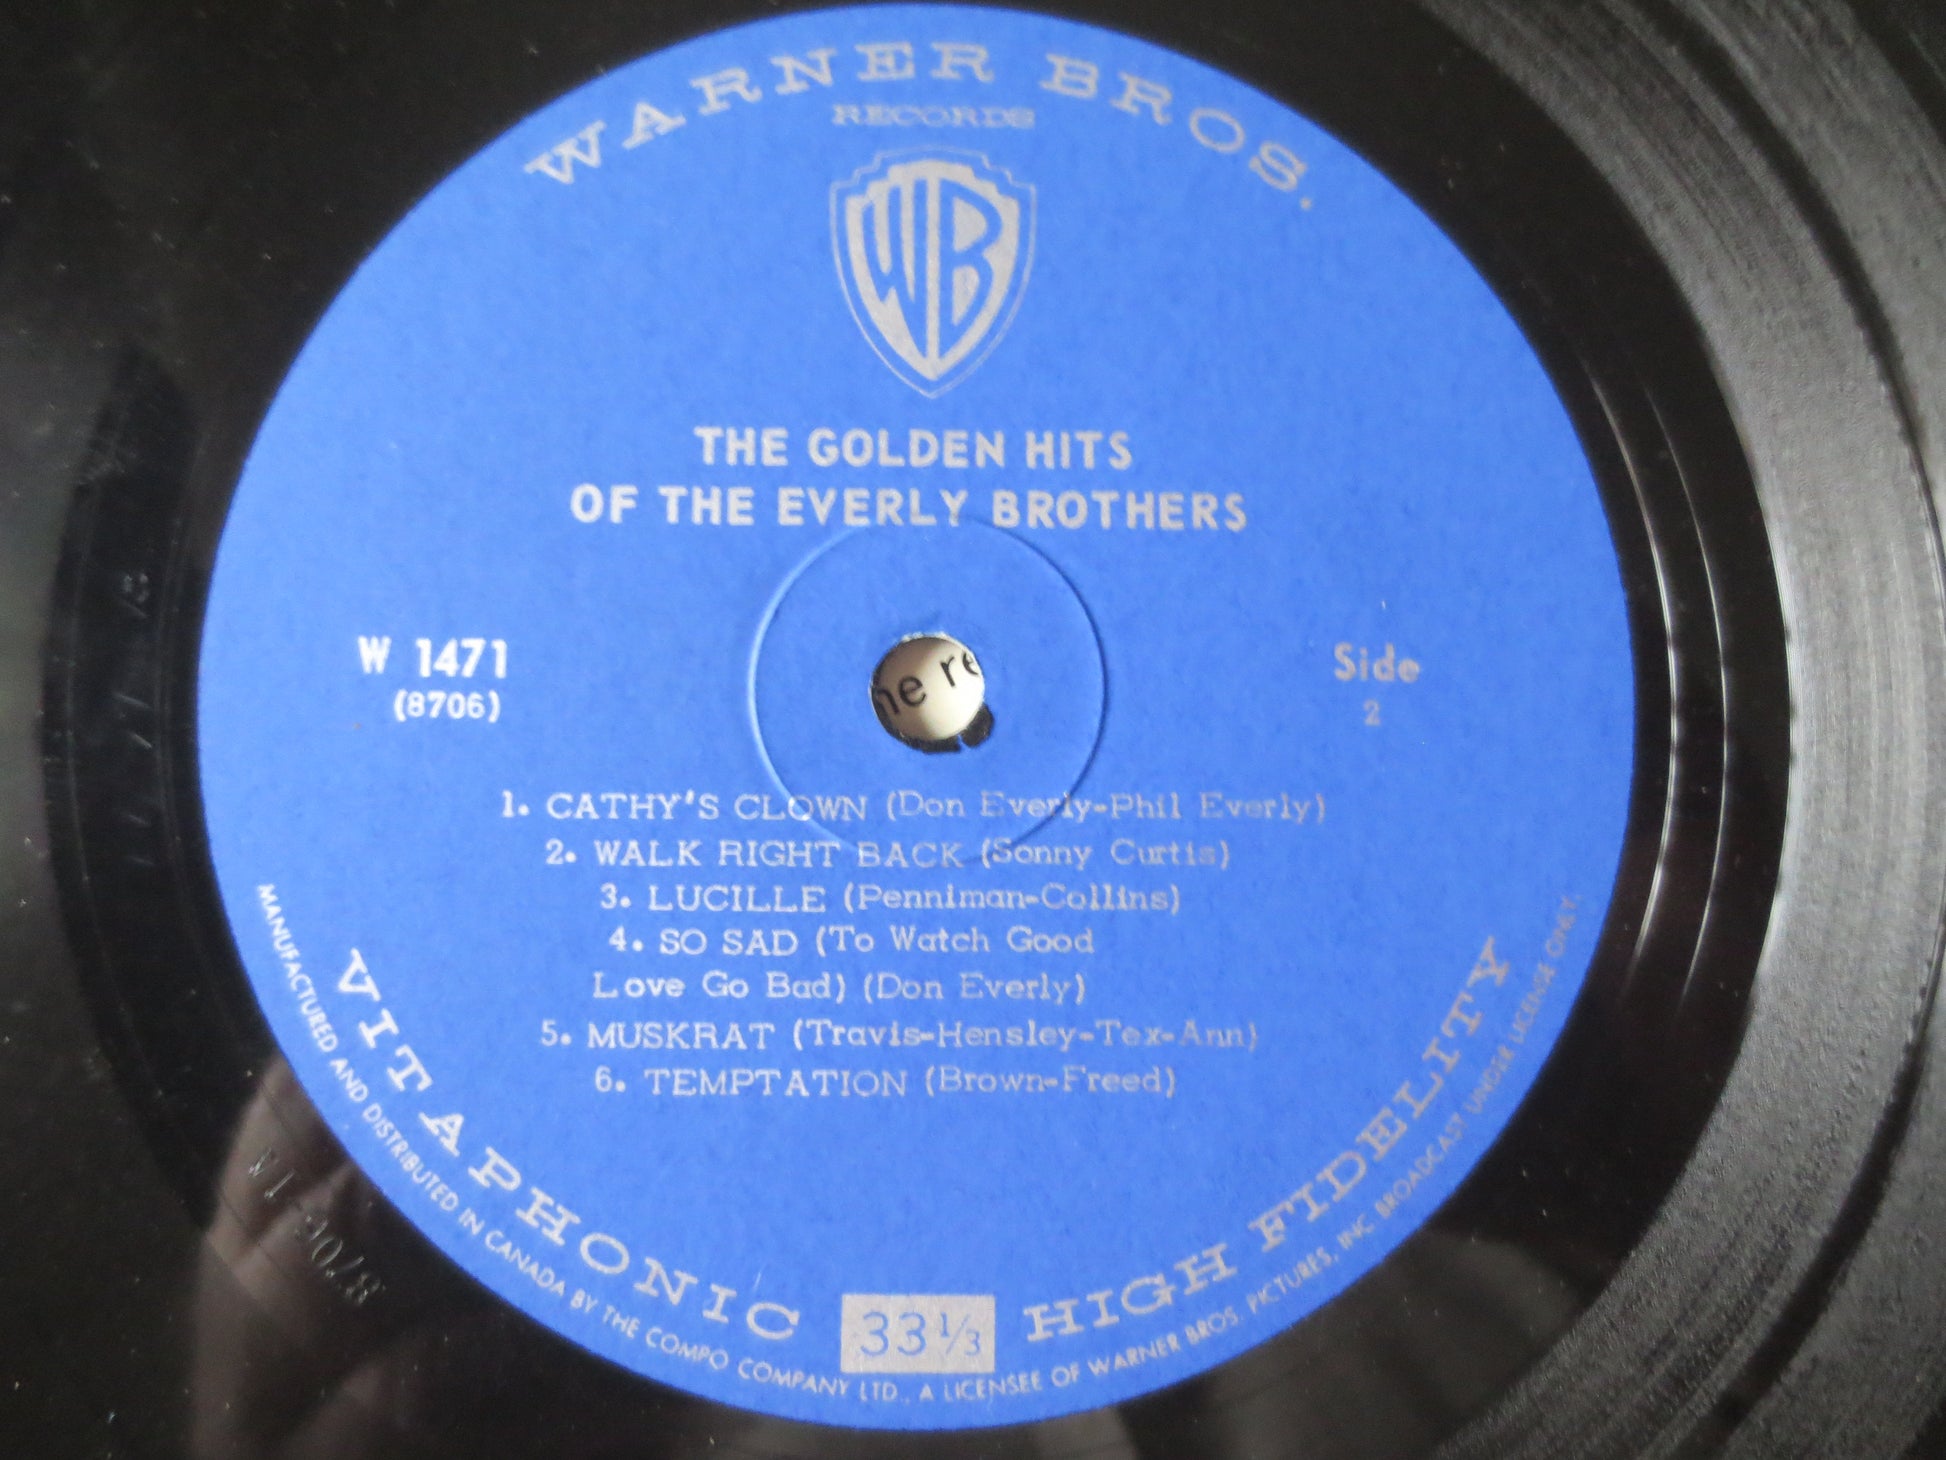 WARNER BROS.
RECORDS
WB
THE GOLDEN HITS
OF THE EVERLY BROTHERS
W 1471
(8706)
Side
2
re
1. CATHY'S CLOWN (Don Everly-Phil Everly)
2. WALK RIGHT BACK (Sonny Curtis)
3. LUCILLE (Penniman-Collins)
4. SO SAD (To Watch Good
Love Go Bad) (Don Everly)
5. MUSKRAT (Travis-Hensley-Tex-Ann)
6. TEMPTATION (Brown-Freed)
VITAPHONIC
33 1/3
HIGH FIDELITY
MANUFACTURED AND DISTRIBUTED IN CANADA BY THE COMPO COMPANY LTD., A LICENSEE OF WARNER BROS. PICTURES, INC. BROADCAST UNDER LICENSE ONLY.